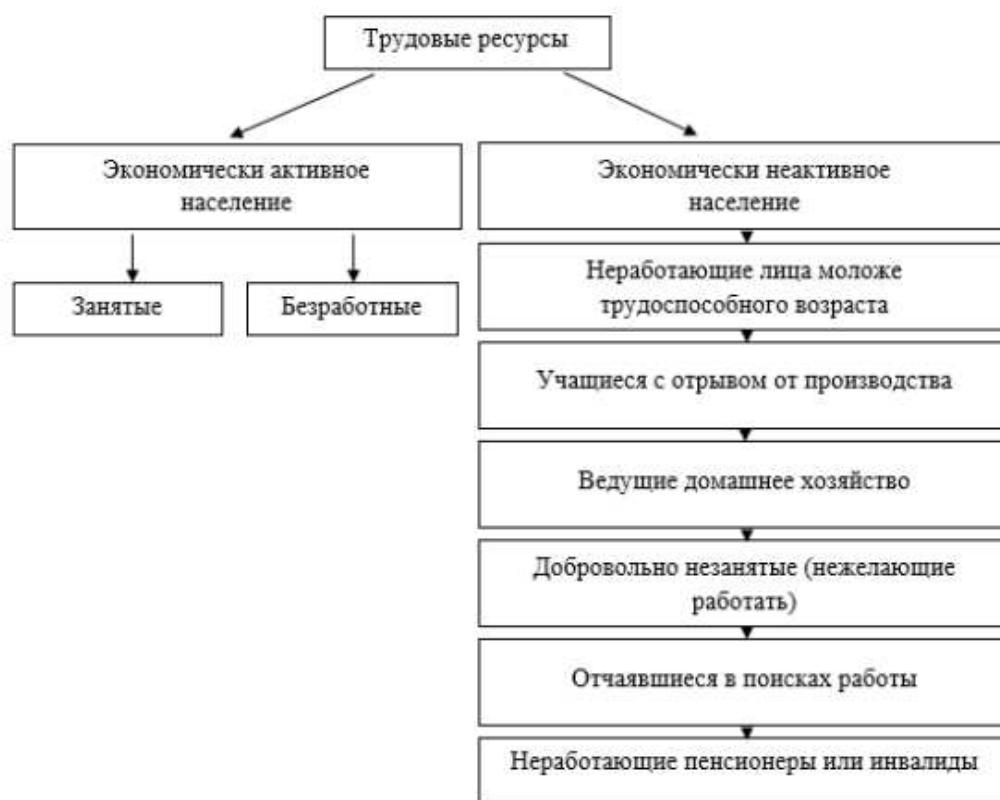 Трудовые ресурсы
Экономически активное
население
Экономически неактивное
население
Занятые
Безработные
Неработающие лица моложе
трудоспособного возраста
Учащиеся с отрывом от производства
Ведущие домашнее хозяйство
Добровольно незанятые (нежелающие
работать)
Отчаявшиеся в поисках работы
Неработающие пенсионеры или инвалиды